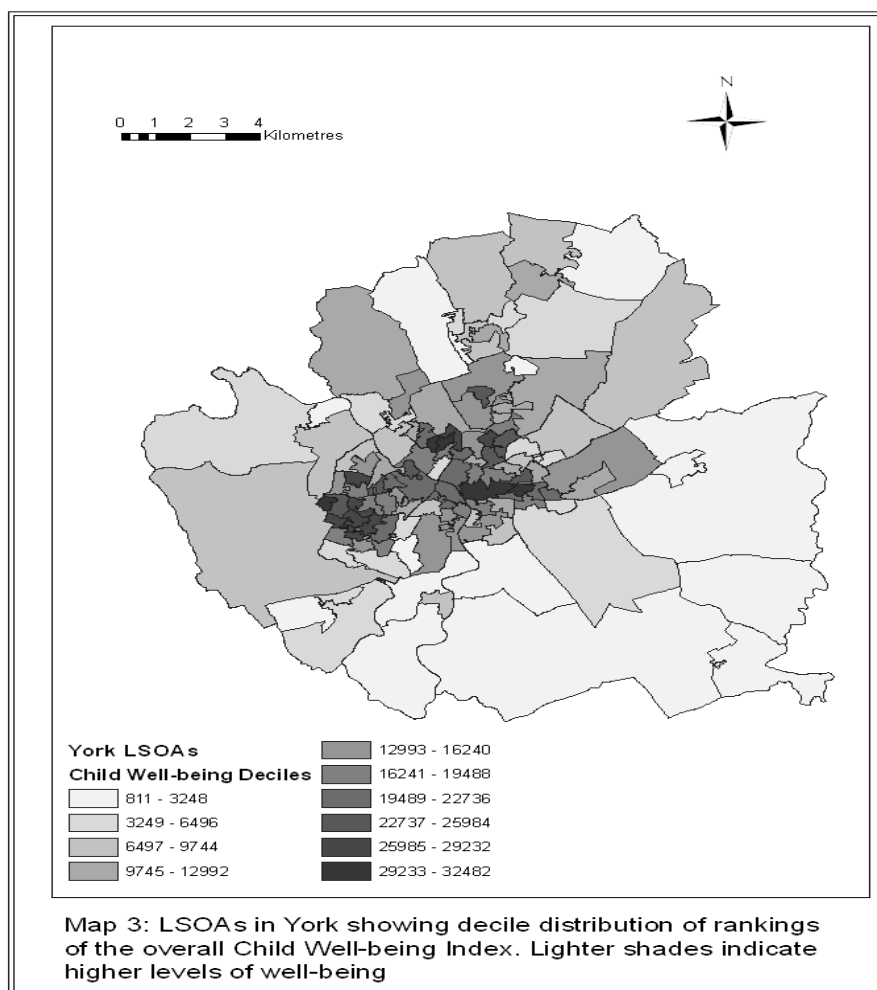 N
0 1 2 3 4
Kilometres
York LSOAs
Child Well-being Deciles
811 - 3248
3249 - 6496
6497 - 9744
9745 - 12992
12993 - 16240
16241 - 19488
19489 - 22736
22737 - 25984
25985 - 29232
29233 - 32482
Map 3: LSOAs in York showing decile distribution of rankings
of the overall Child Well-being Index. Lighter shades indicate
higher levels of well-being